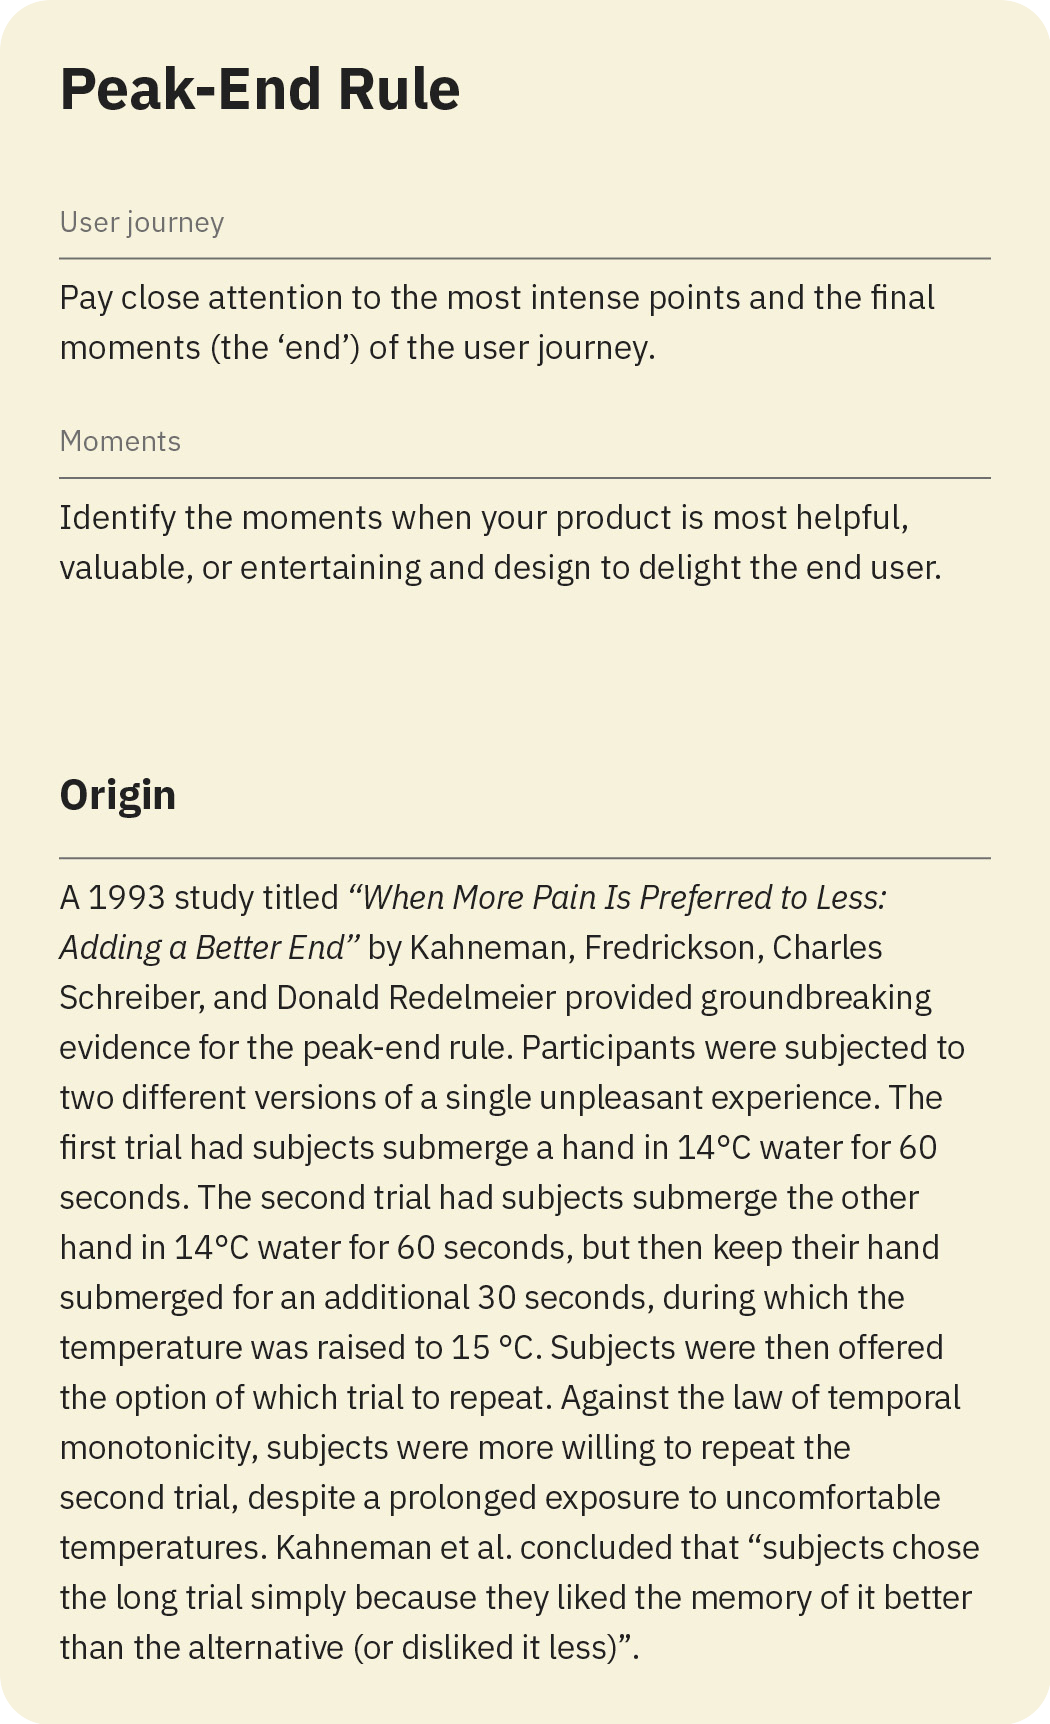 Peak-End Rule
User journey
Pay close attention to the most intense points and the final
moments (the ‘end’) of the user journey.
Moments
Identify the moments when your product is most helpful,
valuable, or entertaining and design to delight the end user.
Origin
A 1993 study titled “When More Pain Is Preferred to Less:
Adding a Better End” by Kahneman, Fredrickson, Charles
Schreiber, and Donald Redelmeier provided groundbreaking
evidence for the peak-end rule. Participants were subjected to
two different versions of a single unpleasant experience. The
first trial had subjects submerge a hand in 14°C water for 60
seconds. The second trial had subjects submerge the other
hand in 14°C water for 60 seconds, but then keep their hand
submerged for an additional 30 seconds, during which the
temperature was raised to 15 °C. Subjects were then offered
the option of which trial to repeat. Against the law of temporal
monotonicity, subjects were more willing to repeat the
second trial, despite a prolonged exposure to uncomfortable
temperatures. Kahneman et al. concluded that “subjects chose
the long trial simply because they liked the memory of it better
than the alternative (or disliked it less)”.